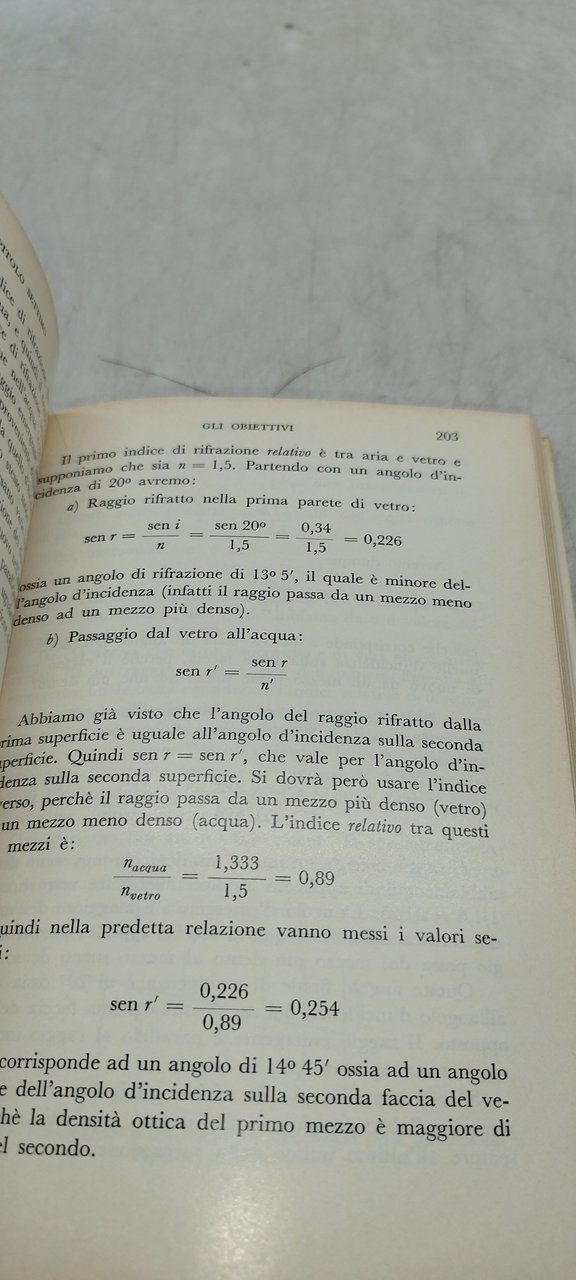 GLI OBIETTIVI
203
Il primo indice di rifrazione relativo è tra aria e vetro e
supponiamo che sia n = 1,5. Partendo con un angolo d'in-
cidenza di 20º avremo:
a) Raggio rifratto nella prima parete di vetro:
sen r = sen i / n = sen 20º / 1,5 = 0,34 / 1,5 = 0,226
ossia un angolo di rifrazione di 13º 5′, il quale è minore del-
l'angolo d'incidenza (infatti il raggio passa da un mezzo meno
denso ad un mezzo più denso).
b) Passaggio dal vetro all'acqua:
sen r′ = sen r / n′
Abbiamo già visto che l'angolo del raggio rifratto dalla
rima superficie è uguale all'angolo d'incidenza sulla seconda
perficie. Quindi sen r = sen r′, che vale per l'angolo d'in-
denza sulla seconda superficie. Si dovrà però usare l'indice
verso, perchè il raggio passa da un mezzo più denso (vetro)
un mezzo meno denso (acqua). L'indice relativo tra questi
mezzi è:
n acqua / n vetro = 1,333 / 1,5 = 0,89
uindi nella predetta relazione vanno messi i valori se-
i:
sen r′ = 0,226 / 0,89 = 0,254
corrisponde ad un angolo di 14º 45′ ossia ad un angolo
e dell'angolo d'incidenza sulla seconda faccia del ve-
hè la densità ottica del primo mezzo è maggiore di
el secondo.